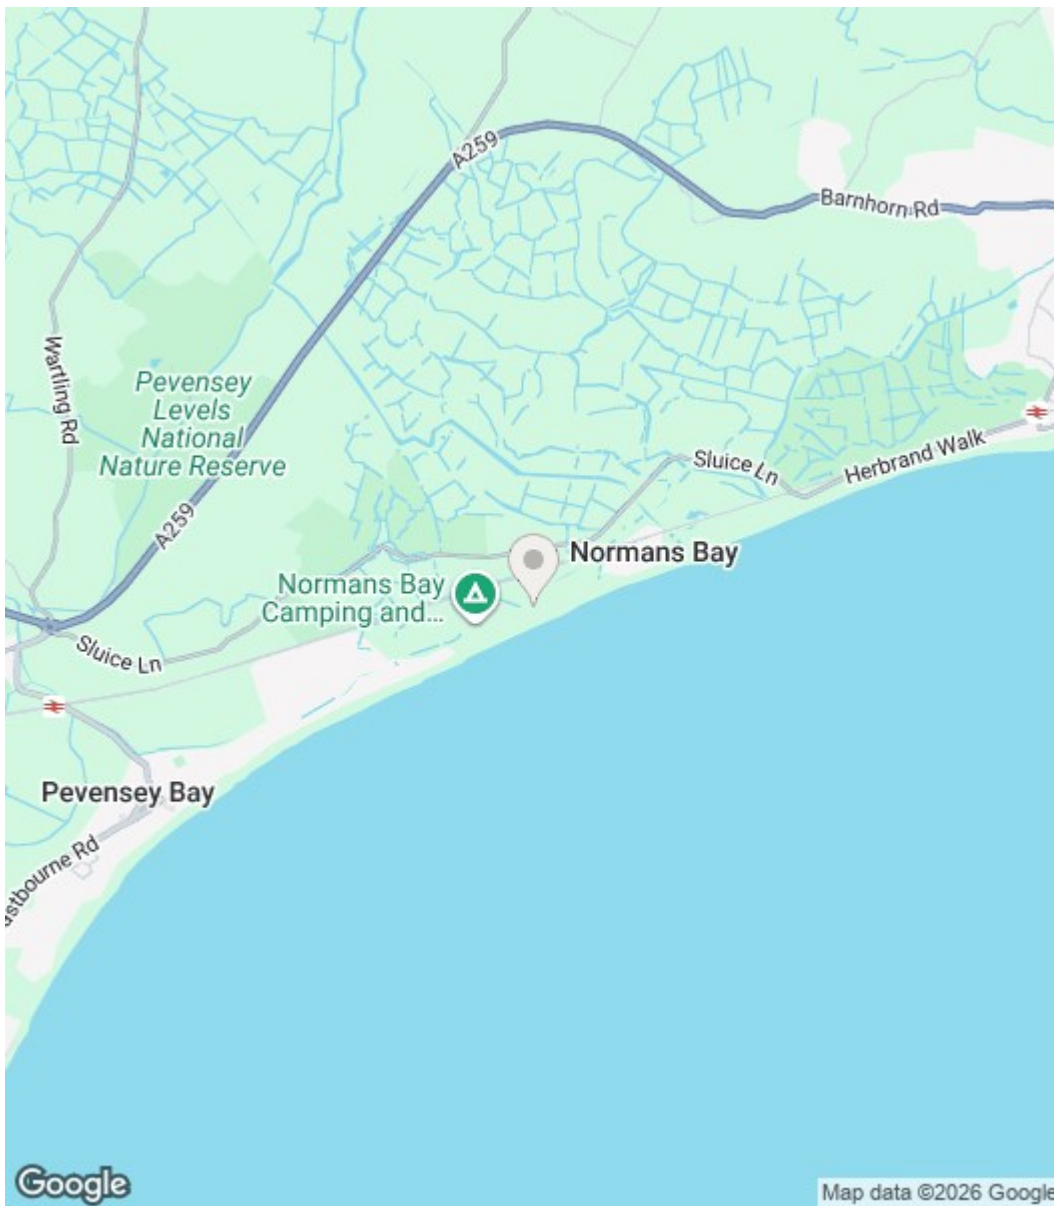 A259
Barnhorn Rd
Wartling Rd
Pevensey
Levels
National
Nature Reserve
Sluice Ln
Herbrand Walk
A259
Normans Bay
Normans Bay
Camping and...
Sluice Ln
Pevensey Bay
astbourne Rd
Google
Map data ©2026 Google